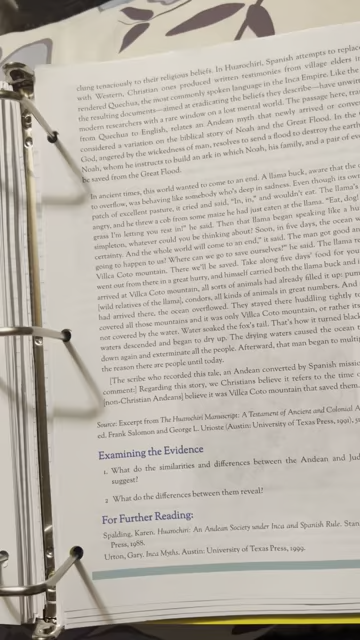 clung tenaciously to their religious beliefs. In Huarochirí, Spanish attempts to replac
with Western, Christian ones produced written testimonies from village elders in
rendered Quechua, the most commonly spoken language in the Inca Empire. Like the
the resulting documents—aimed at eradicating the beliefs they describe—have unwit
modern researchers with a rare window on a lost mental world. The passage here, tra
from Quechua to English, relates an Andean myth that newly arrived or conver
considered a variation on the biblical story of Noah and the Great Flood. In the
God, angered by the wickedness of man, resolves to send a flood to destroy the earth
Noah, whom he instructs to build an ark in which Noah, his family, and a pair of eve
be saved from the Great Flood.
In ancient times, this world wanted to come to an end. A llama buck, aware that the
to overflow, was behaving like somebody who's deep in sadness. Even though its own
patch of excellent pasture, it cried and said, "In, in," and wouldn't eat. The llama's
angry, and he threw a cob from some maize he had just eaten at the llama. "Eat, dog!
grass I'm letting you rest in!" he said. Then that llama began speaking like a hu
simpleton, whatever could you be thinking about? Soon, in five days, the ocean w
certainty. And the whole world will come to an end," it said. The man got good an
going to happen to us? Where can we go to save ourselves?" he said. The llama re
Villca Coto mountain. There we'll be saved. Take along five days' food for your
went out from there in a great hurry, and himself carried both the llama buck and i
arrived at Villca Coto mountain, all sorts of animals had already filled it up: pum
[wild relatives of the llama], condors, all kinds of animals in great numbers. And
had arrived there, the ocean overflowed. They stayed there huddling tightly to
covered all those mountains and it was only Villca Coto mountain, or rather it
not covered by the water. Water soaked the fox's tail. That's how it turned black
waters descended and began to dry up. The drying waters caused the ocean
down again and exterminate all the people. Afterward, that man began to multip
the reason there are people until today.
[The scribe who recorded this tale, an Andean converted by Spanish mission
comment:] Regarding this story, we Christians believe it refers to the time
[non-Christian Andeans] believe it was Villca Coto mountain that saved them.
Source: Excerpt from The Huarochirí Manuscript: A Testament of Ancient and Colonial A
ed. Frank Salomon and George L. Urioste (Austin: University of Texas Press, 1991), 51
Examining the Evidence
1. What do the similarities and differences between the Andean and Jud
suggest?
2 What do the differences between them reveal?
For Further Reading:
Spalding, Karen. Huarochirí: An Andean Society under Inca and Spanish Rule. Stan
Press, 1988.
Urton, Gary. Inca Myths. Austin: University of Texas Press, 1999.